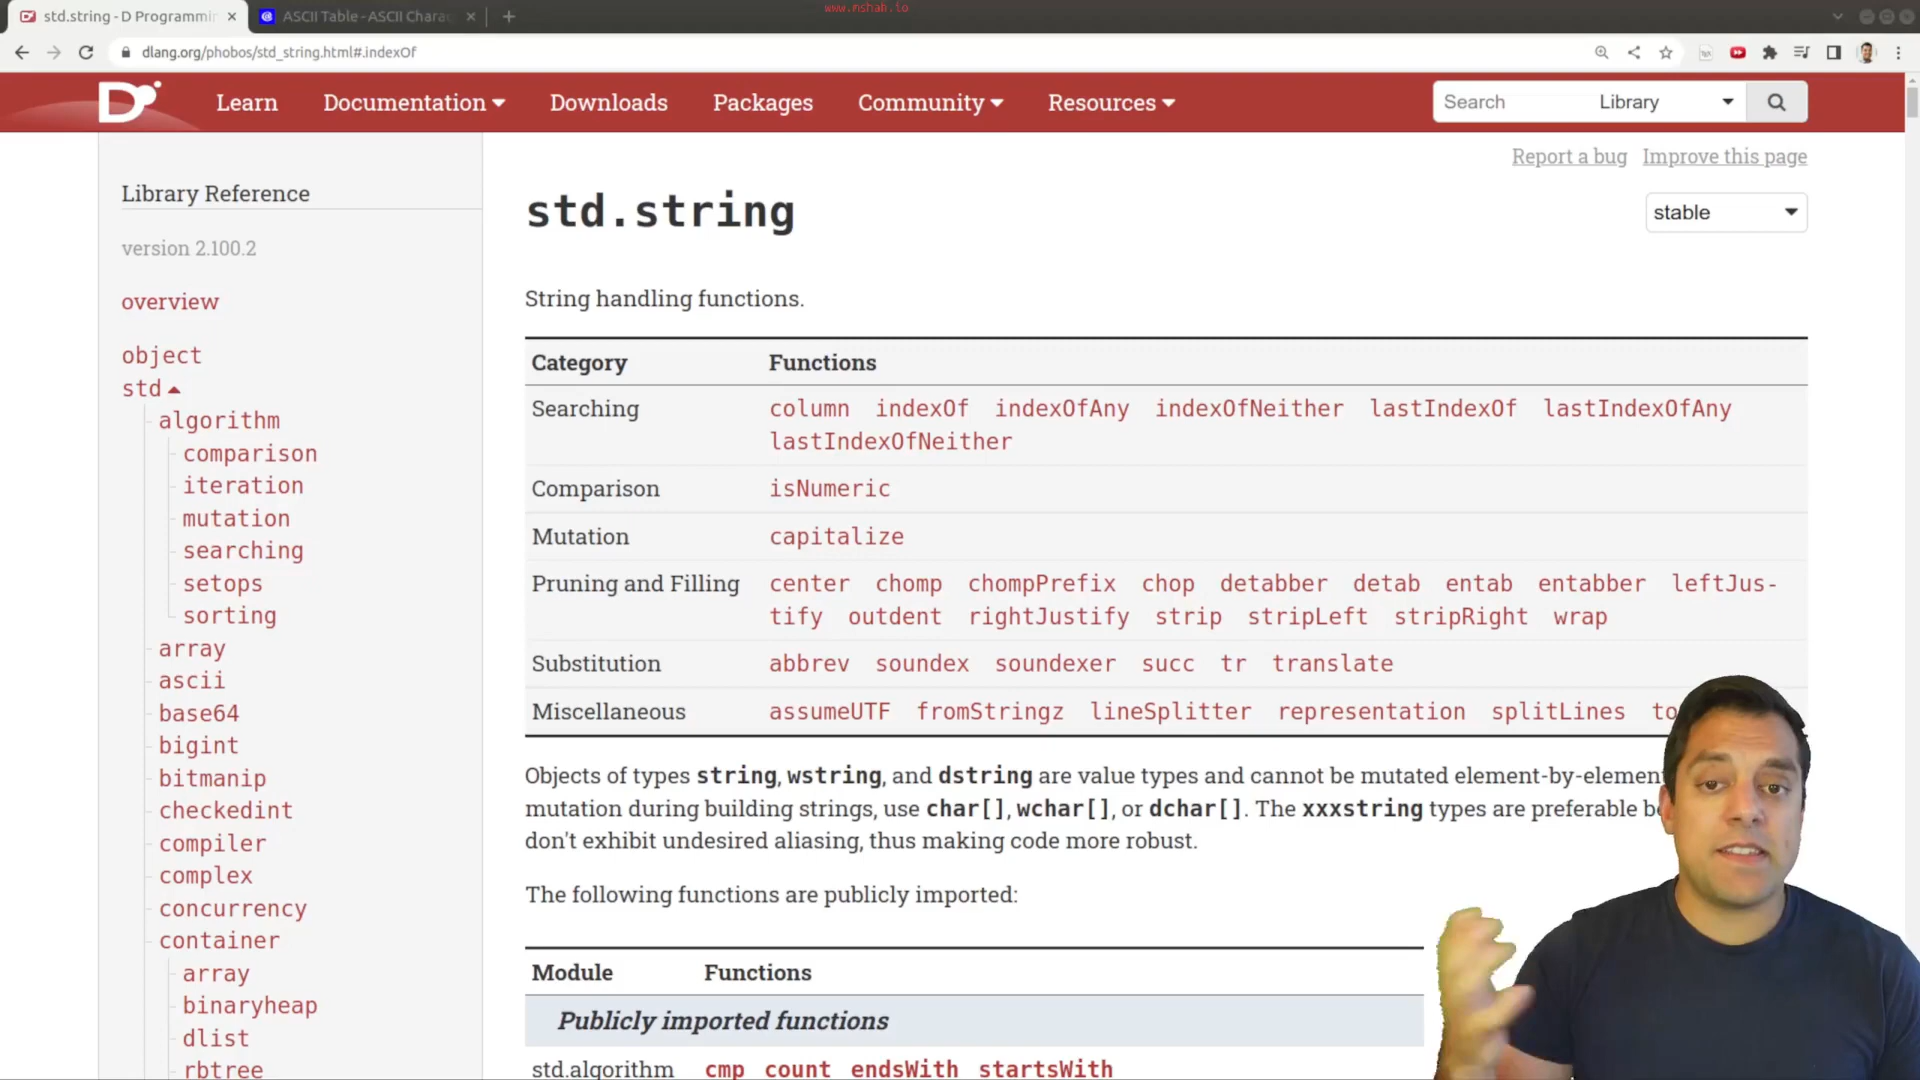 www.mshah.io
std.string - D Programmin
ASCII Table - ASCII Chara
dlang.org/phobos/std_string.html#.indexOf
D
Learn Documentation Downloads Packages Community Resources
Search Library
Report a bug Improve this page
Library Reference
version 2.100.2
overview
object
std
algorithm
comparison
iteration
mutation
searching
setops
sorting
array
ascii
base64
bigint
bitmanip
checkedint
compiler
complex
concurrency
container
array
binaryheap
dlist
rbtree
std.string
stable
String handling functions.
Category Functions
Searching column indexOf indexOfAny indexOfNeither lastIndexOf lastIndexOfAny
lastIndexOfNeither
Comparison isNumeric
Mutation capitalize
Pruning and Filling center chomp chompPrefix chop detabber detab entab entabber leftJus-
tify outdent rightJustify strip stripLeft stripRight wrap
Substitution abbrev soundex soundexer succ tr translate
Miscellaneous assumeUTF fromStringz lineSplitter representation splitLines to
Objects of types string, wstring, and dstring are value types and cannot be mutated element-by-element
mutation during building strings, use char[], wchar[], or dchar[]. The xxxstring types are preferable be
don't exhibit undesired aliasing, thus making code more robust.
The following functions are publicly imported:
Module Functions
Publicly imported functions
std.algorithm cmp count endsWith startsWith